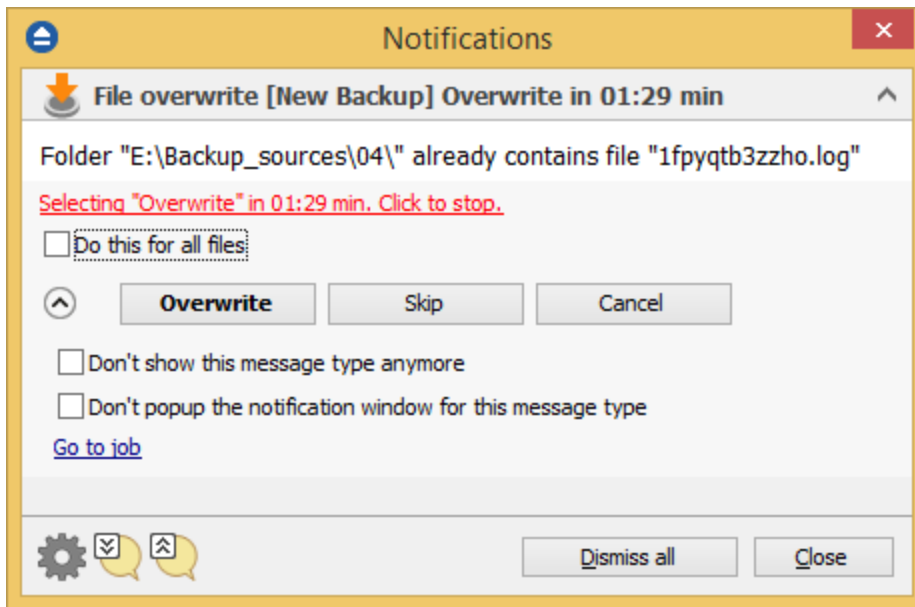 Notifications
File overwrite [New Backup] Overwrite in 01:29 min
Folder "E:\Backup_sources\04\" already contains file "1fpyqtb3zzho.log"
Selecting "Overwrite" in 01:29 min. Click to stop.
Do this for all files
Overwrite Skip Cancel
Don't show this message type anymore
Don't popup the notification window for this message type
Go to job
Dismiss all Close